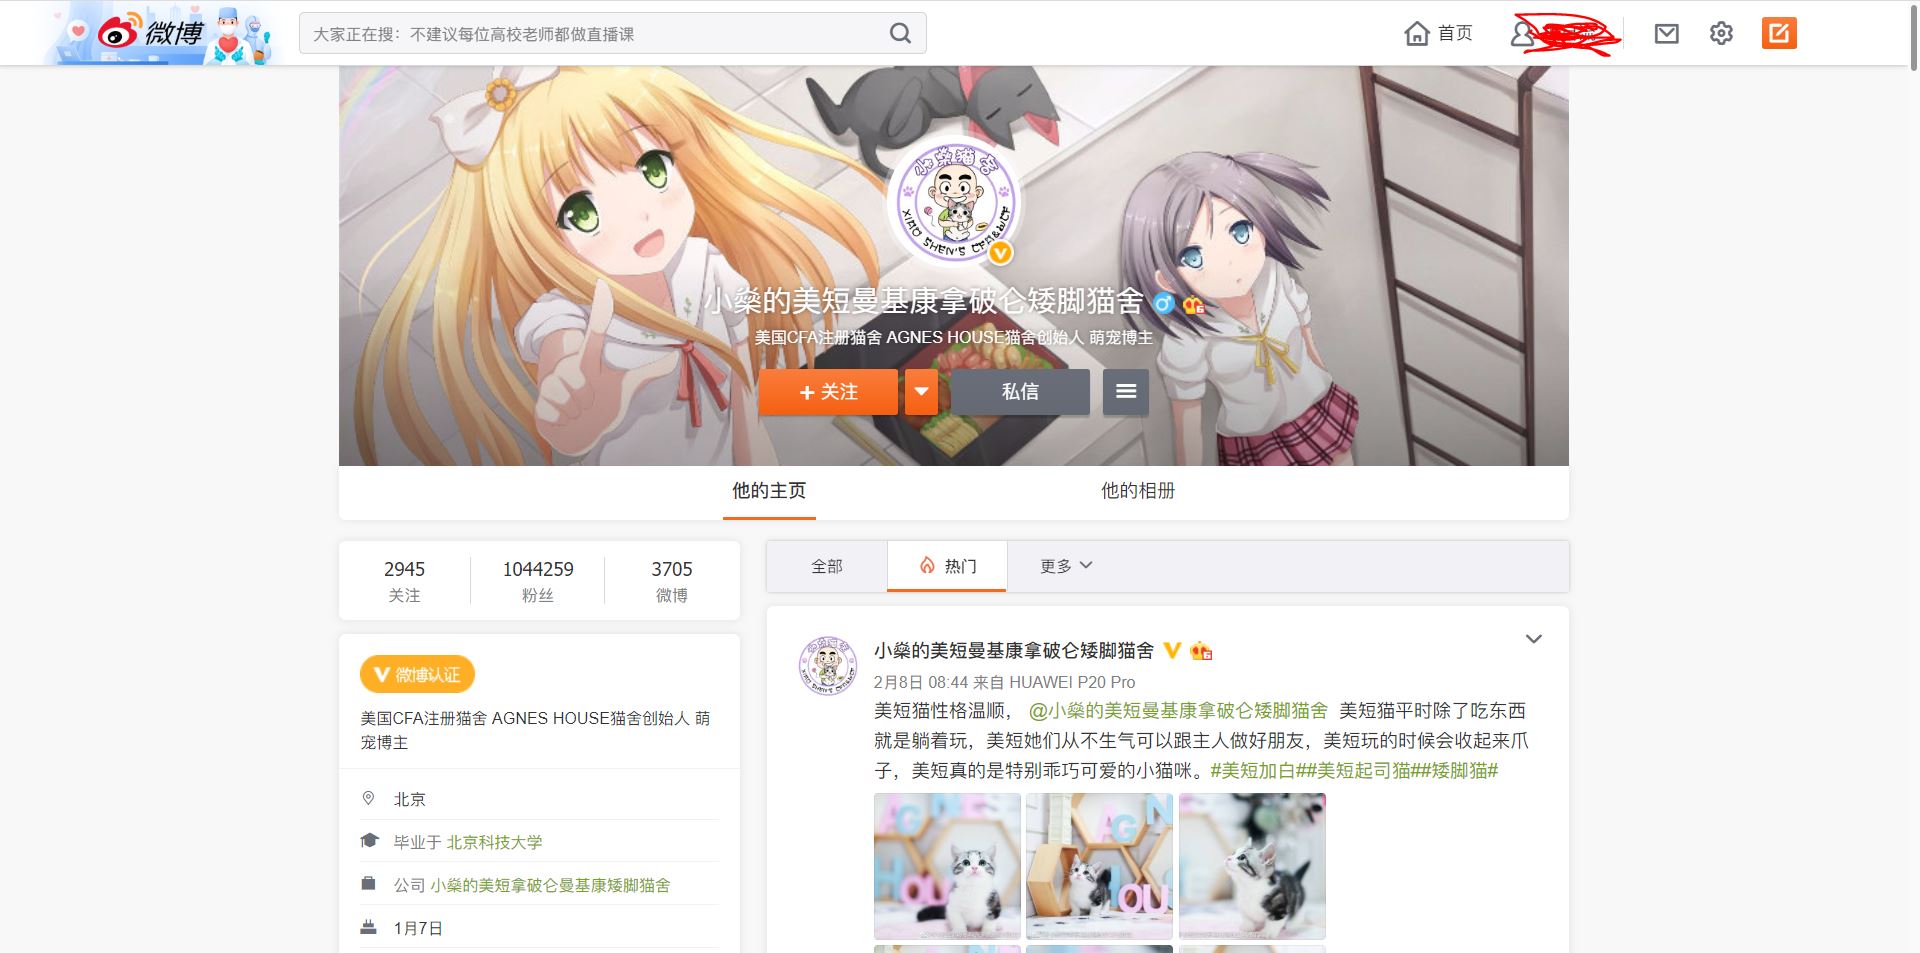 微博
大家正在搜：不建议每位高校老师都做直播课
首页
小燊猫舍
XIAO SHEN'S CFA&WCF
小燊的美短曼基康拿破仑矮脚猫舍
美国CFA注册猫舍 AGNES HOUSE猫舍创始人 萌宠博主
+ 关注
私信
他的主页
他的相册
2945
关注
1044259
粉丝
3705
微博
全部
热门
更多
V 微博认证
美国CFA注册猫舍 AGNES HOUSE猫舍创始人 萌
宠博主
北京
毕业于 北京科技大学
公司 小燊的美短拿破仑曼基康矮脚猫舍
1月7日
小燊的美短曼基康拿破仑矮脚猫舍
2月8日 08:44 来自 HUAWEI P20 Pro
美短猫性格温顺， @小燊的美短曼基康拿破仑矮脚猫舍 美短猫平时除了吃东西
就是躺着玩，美短她们从不生气可以跟主人做好朋友，美短玩的时候会收起来爪
子，美短真的是特别乖巧可爱的小猫咪。#美短加白##美短起司猫##矮脚猫#